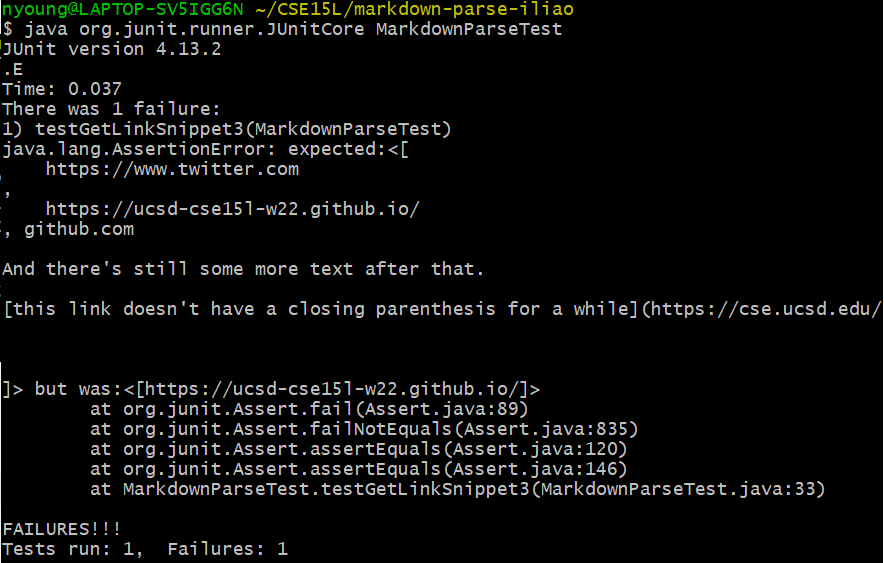 nyoung@LAPTOP-SV5IGG6N ~/CSE15L/markdown-parse-iliao
$ java org.junit.runner.JUnitCore MarkdownParseTest
JUnit version 4.13.2
.E
Time: 0.037
There was 1 failure:
1) testGetLinkSnippet3(MarkdownParseTest)
java.lang.AssertionError: expected:<[
    https://www.twitter.com
,
    https://ucsd-cse15l-w22.github.io/
, github.com

And there's still some more text after that.

[this link doesn't have a closing parenthesis for a while](https://cse.ucsd.edu/



]> but was:<[https://ucsd-cse15l-w22.github.io/]>
        at org.junit.Assert.fail(Assert.java:89)
        at org.junit.Assert.failNotEquals(Assert.java:835)
        at org.junit.Assert.assertEquals(Assert.java:120)
        at org.junit.Assert.assertEquals(Assert.java:146)
        at MarkdownParseTest.testGetLinkSnippet3(MarkdownParseTest.java:33)

FAILURES!!!
Tests run: 1,  Failures: 1